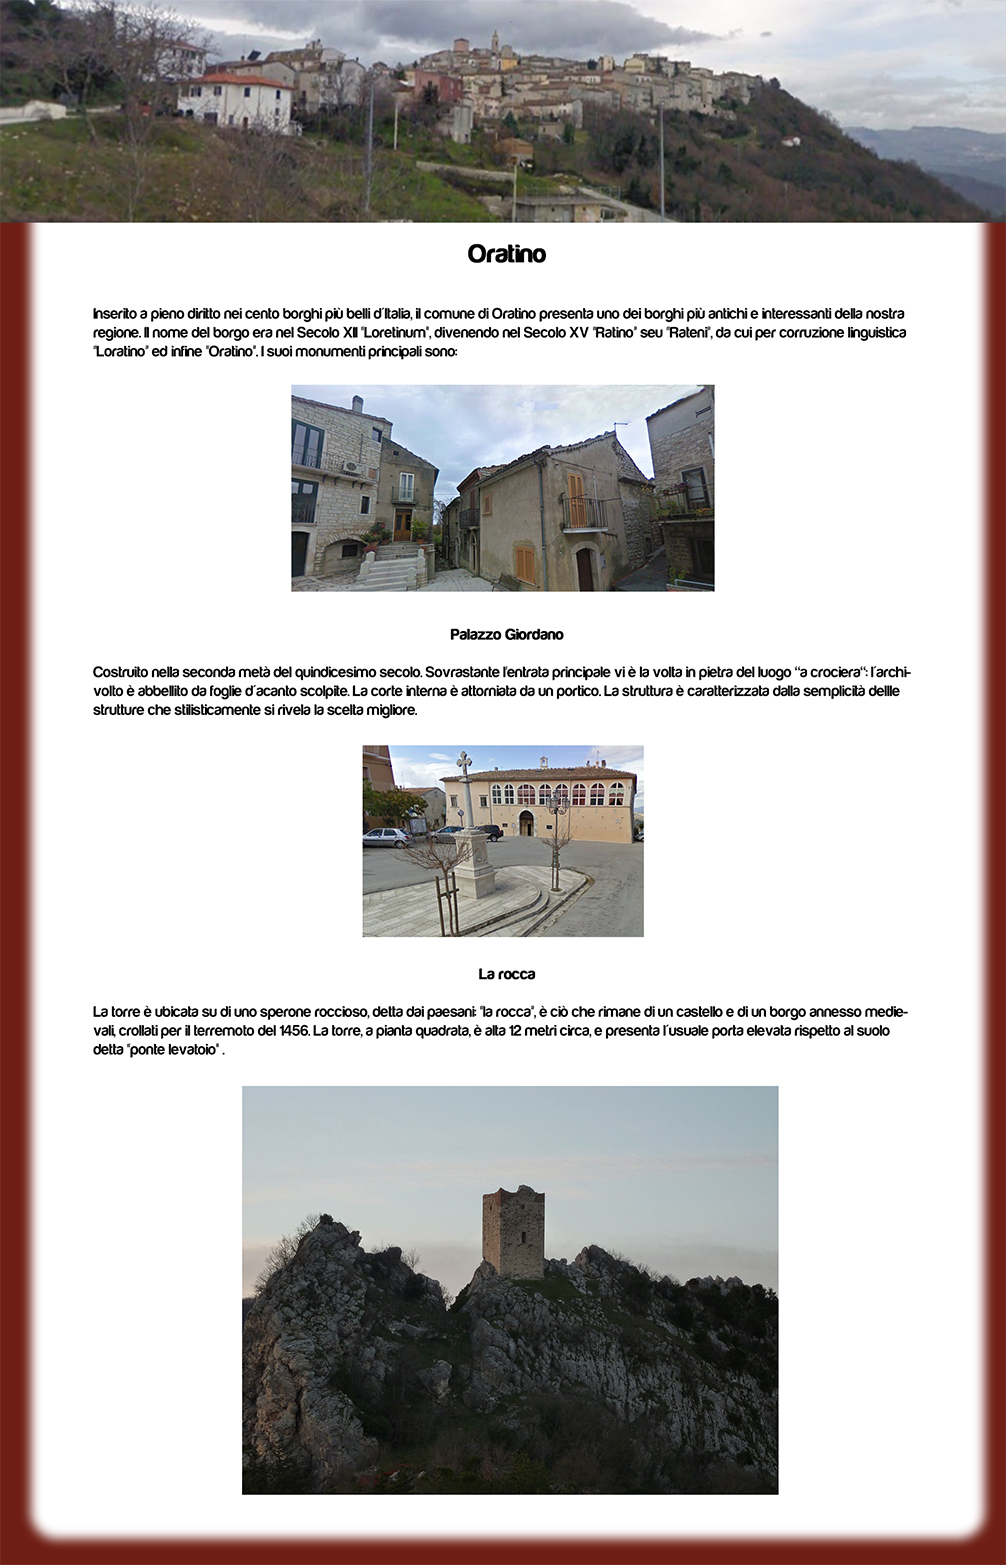 Oratino
Inserito a pieno diritto nei cento borghi più belli d'Italia, il comune di Oratino presenta uno dei borghi più antichi e interessanti della nostra
regione. Il nome del borgo era nel Secolo XII "Loretinum", divenendo nel Secolo XV "Ratino" seu "Rateni", da cui per corruzione linguistica
"Loratino" ed infine "Oratino". I suoi monumenti principali sono:
Palazzo Giordano
Costruito nella seconda metà del quindicesimo secolo. Sovrastante l'entrata principale vi è la volta in pietra del luogo "a crociera": l'archi-
volto è abbellito da foglie d'acanto scolpite. La corte interna è attorniata da un portico. La struttura è caratterizzata dalla semplicità dellle
strutture che stilisticamente si rivela la scelta migliore.
La rocca
La torre è ubicata su di uno sperone roccioso, detta dai paesani: "la rocca", è ciò che rimane di un castello e di un borgo annesso medie-
vali, crollati per il terremoto del 1456. La torre, a pianta quadrata, è alta 12 metri circa, e presenta l'usuale porta elevata rispetto al suolo
detta "ponte levatoio" .